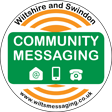 Wiltshire and Swindon
COMMUNITY
MESSAGING
@
www.wiltsmessaging.co.uk